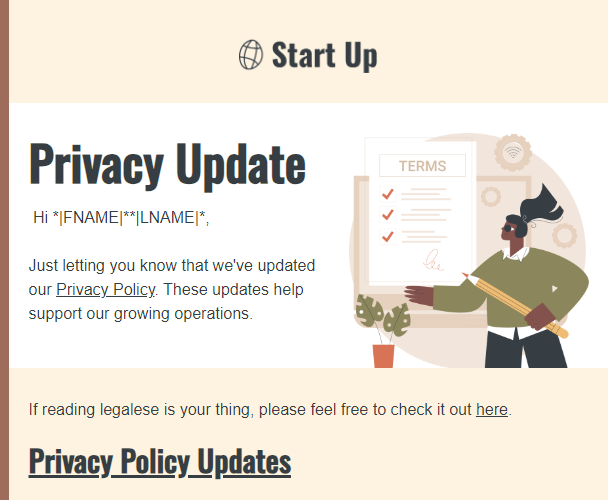 Start Up
Privacy Update
Hi *|FNAME|**|LNAME|*,
TERMS
Just letting you know that we've updated
our Privacy Policy. These updates help
support our growing operations.
If reading legalese is your thing, please feel free to check it out here.
Privacy Policy Updates